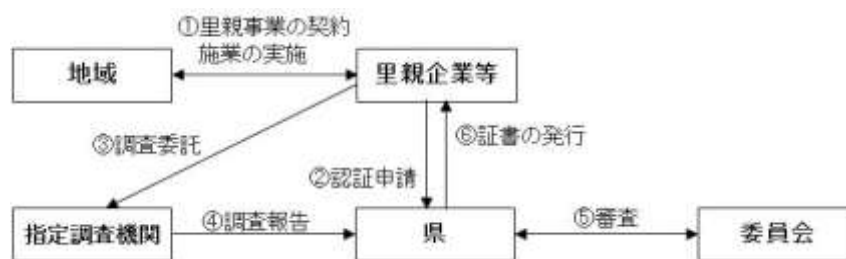 ①里親事業の契約
施業の実施
地域
里親企業等
③調査委託
⑥証書の発行
②認証申請
指定調査機関
④調査報告
県
⑤審査
委員会